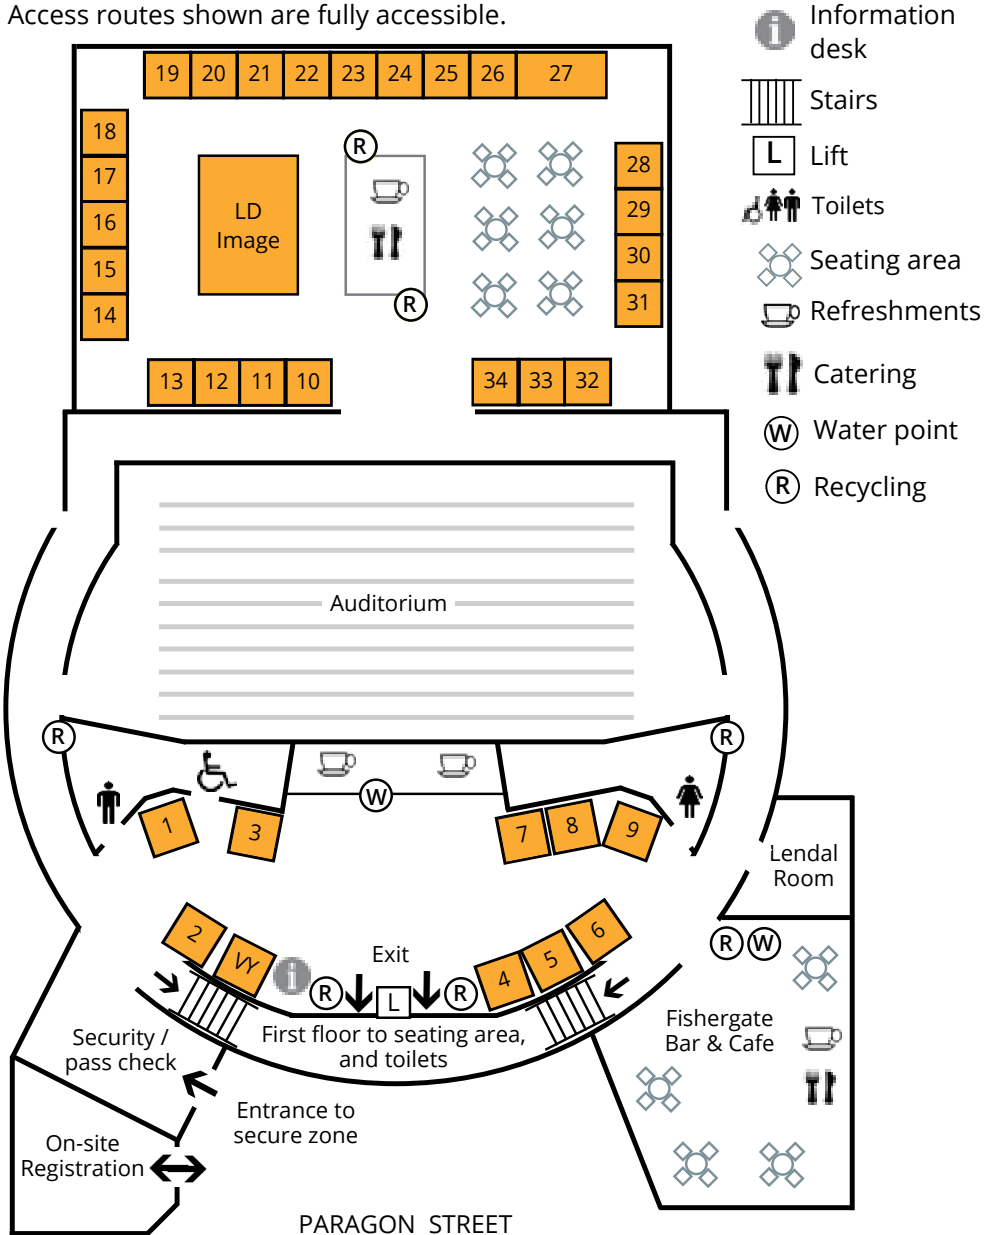 Access routes shown are fully accessible.
Information
desk
Stairs
L Lift
Toilets
Seating area
Refreshments
Catering
W Water point
R Recycling
19 20 21 22 23 24 25 26 27
18
17
16
15
14
LD
Image
R
R
28
29
30
31
13 12 11 10
34 33 32
Auditorium
R
R
W
1
3
7
8
9
Lendal
Room
2
VY
R
Exit
L
R
4
5
6
R W
First floor to seating area,
and toilets
Fishergate
Bar & Cafe
Security /
pass check
Entrance to
secure zone
On-site
Registration
PARAGON STREET